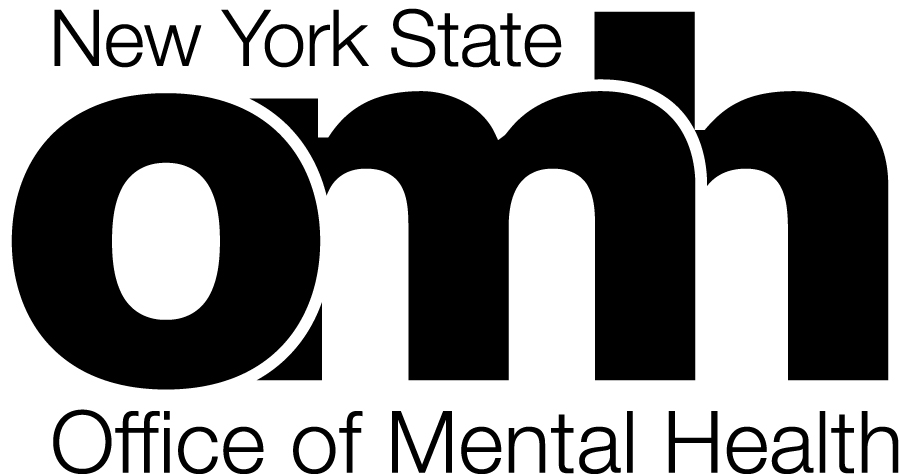 New York State
omh
Office of Mental Health